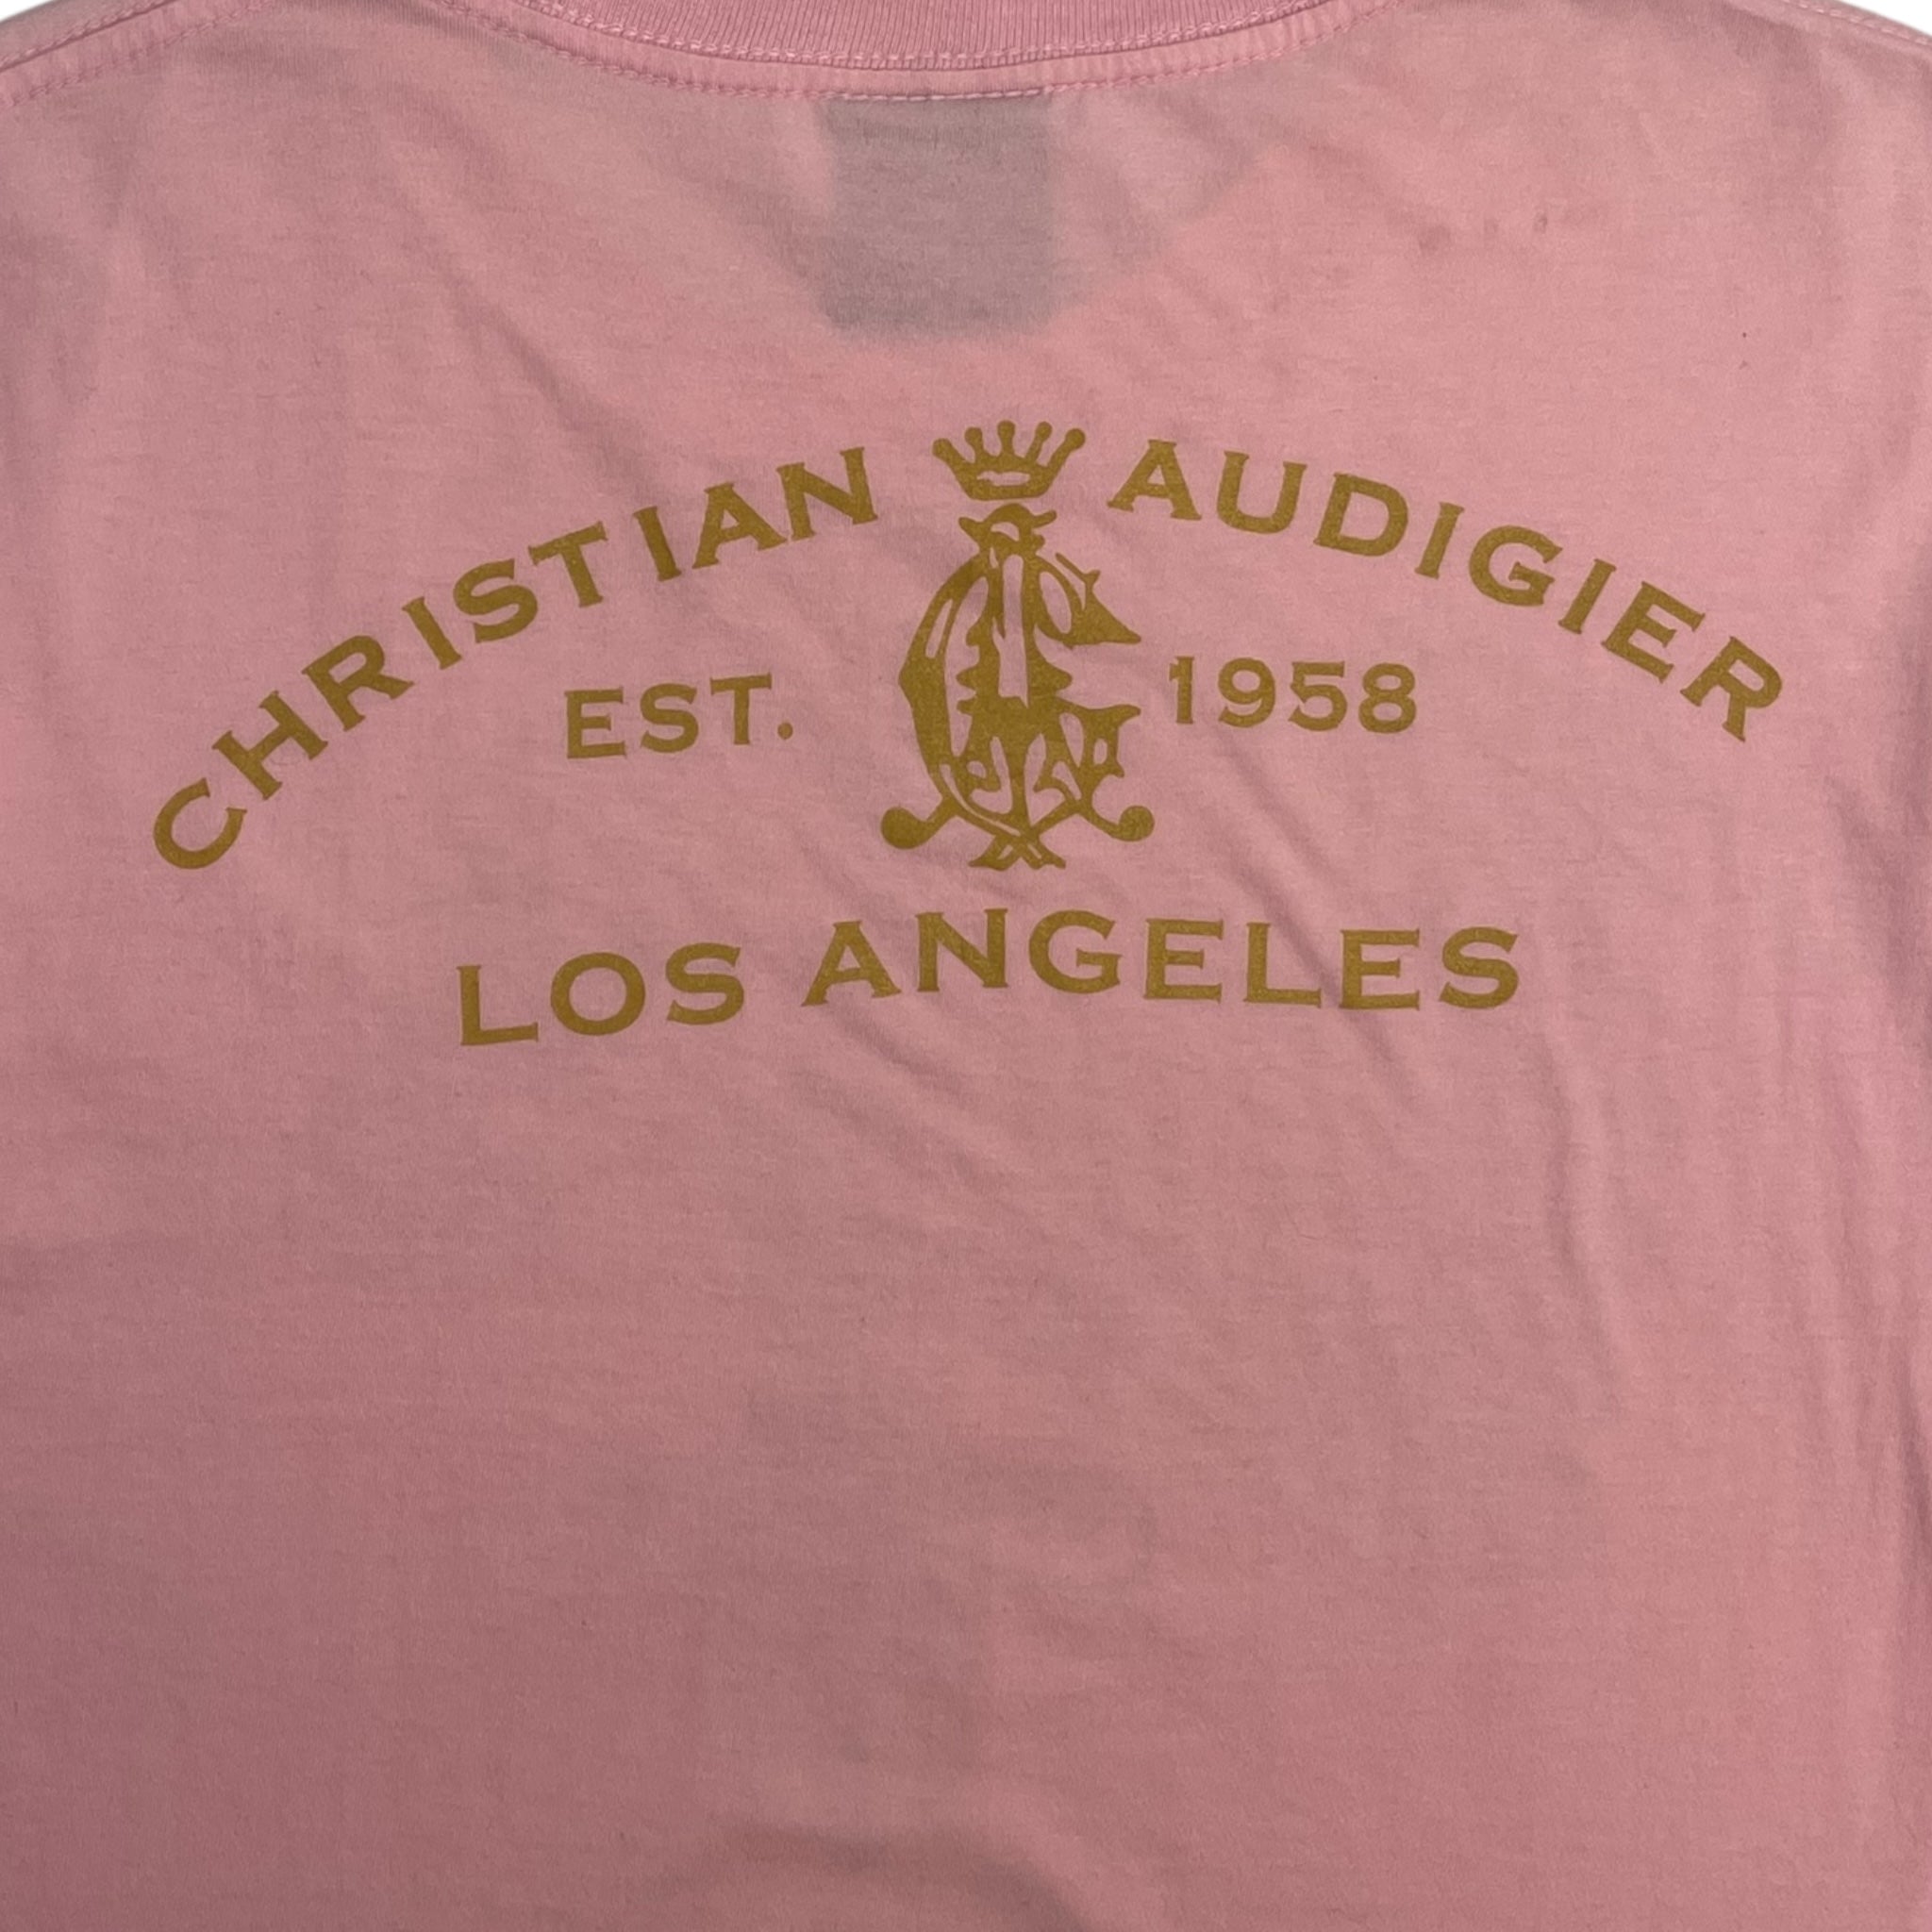 CHRISTIAN AUDIGIER
EST. 1958
LOS ANGELES